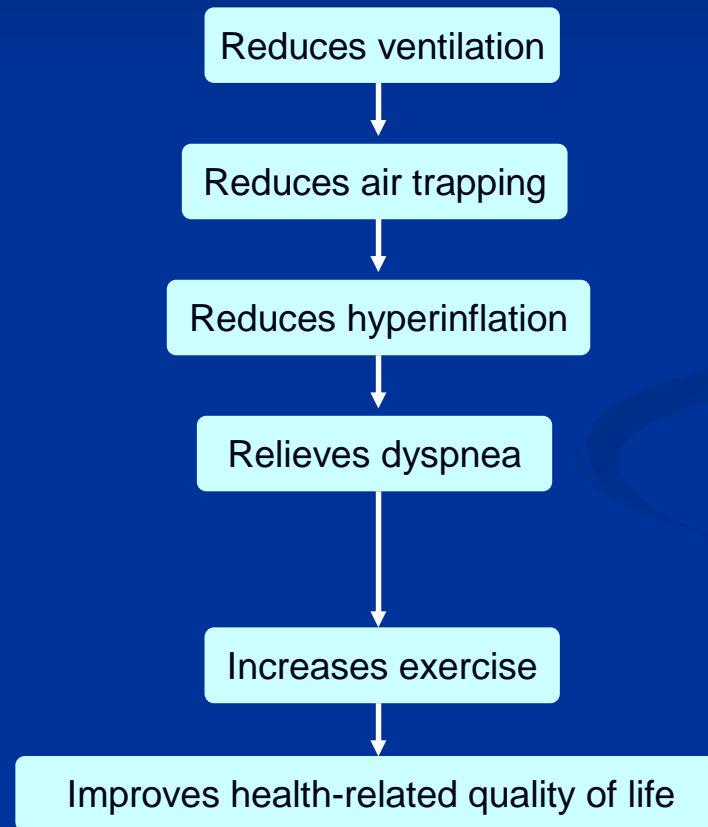 Reduces ventilation
Reduces air trapping
Reduces hyperinflation
Relieves dyspnea
Increases exercise
Improves health-related quality of life